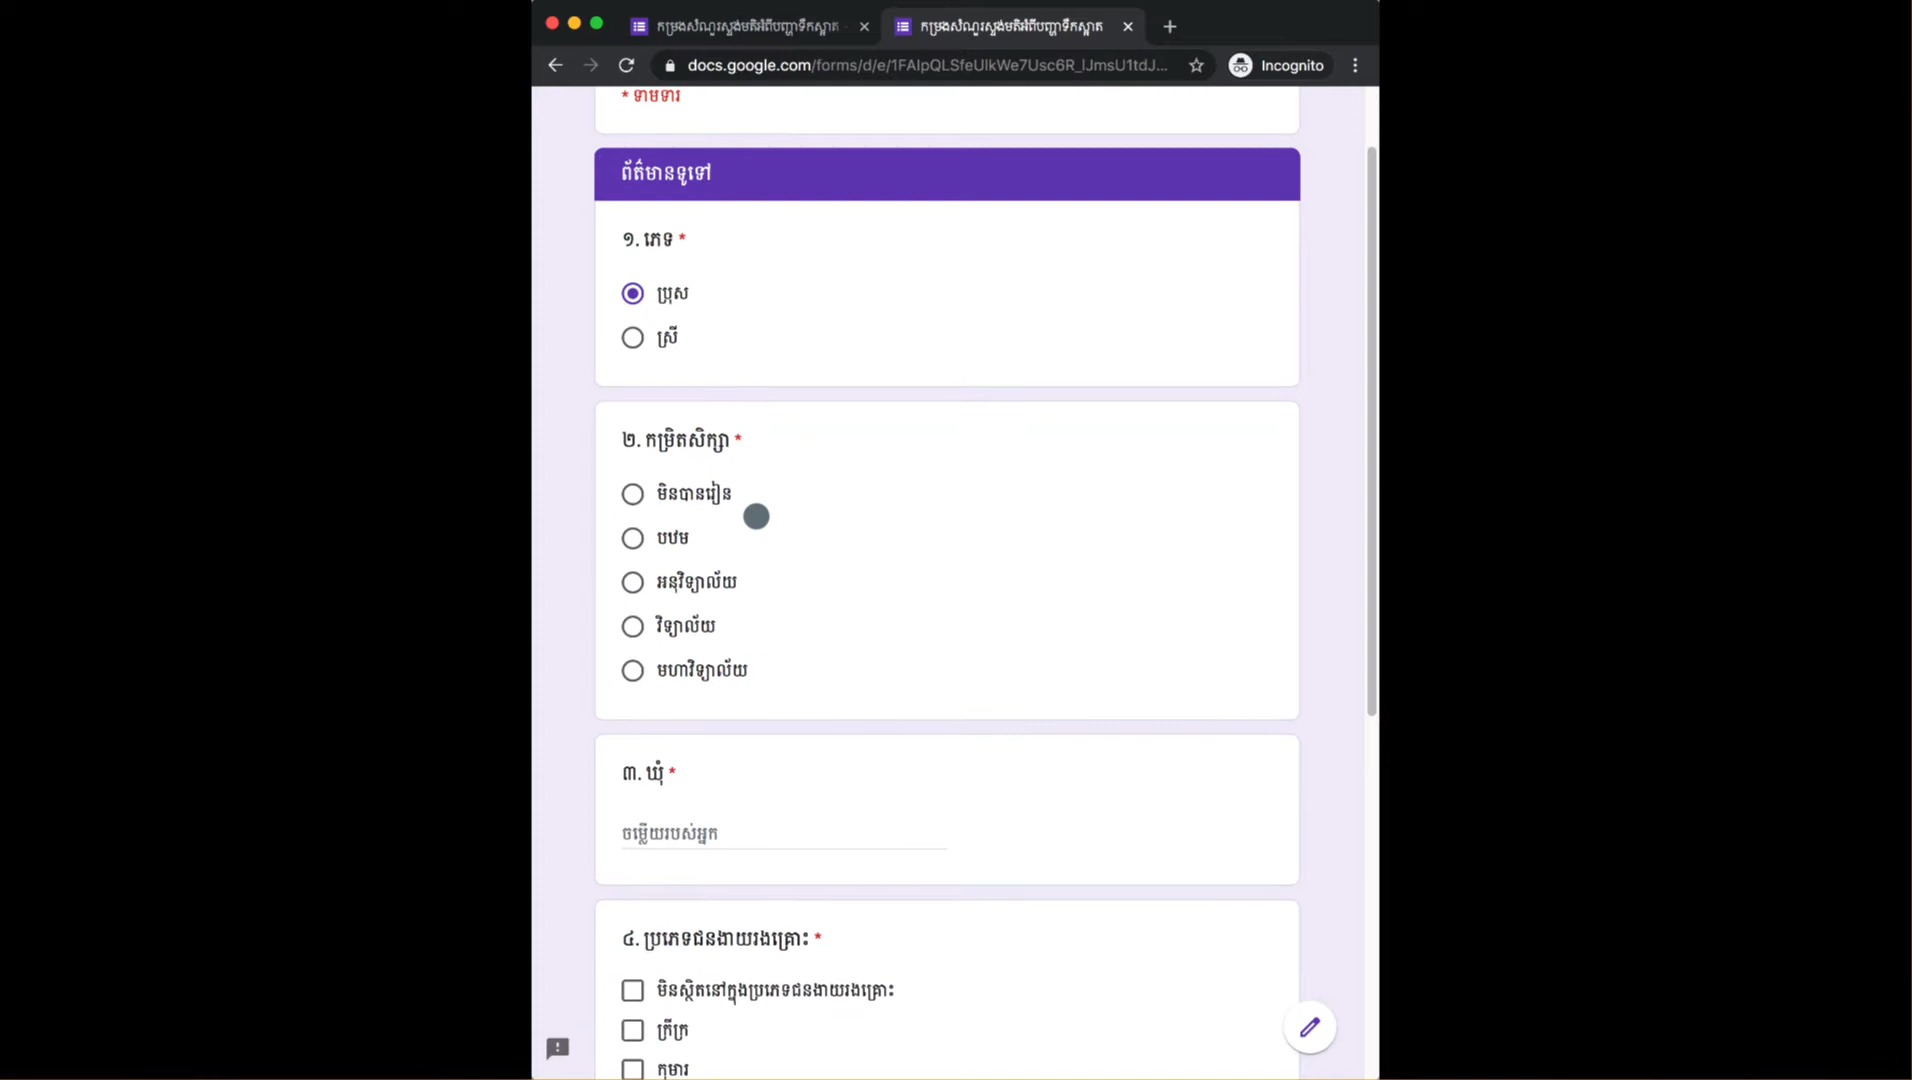 កម្រងសំណួរស្ទង់មតិអំពីបញ្ហាទឹកស្អាត
កម្រងសំណួរស្ទង់មតិអំពីបញ្ហាទឹកស្អាត
docs.google.com/forms/d/e/1FAIpQLSfeUIkWe7Usc6R_IJmsU1tdJ...
Incognito
* ទាមទារ
ព័ត៌មានទូទៅ
១. ភេទ *
ប្រុស
ស្រី
២. កម្រិតសិក្សា *
មិនបានរៀន
បឋម
អនុវិទ្យាល័យ
វិទ្យាល័យ
មហាវិទ្យាល័យ
៣. ឃុំ *
ចម្លើយរបស់អ្នក
៤. ប្រភេទជនងាយរងគ្រោះ *
មិនស្ថិតនៅក្នុងប្រភេទជនងាយរងគ្រោះ
ក្រីក្រ
កុមារ